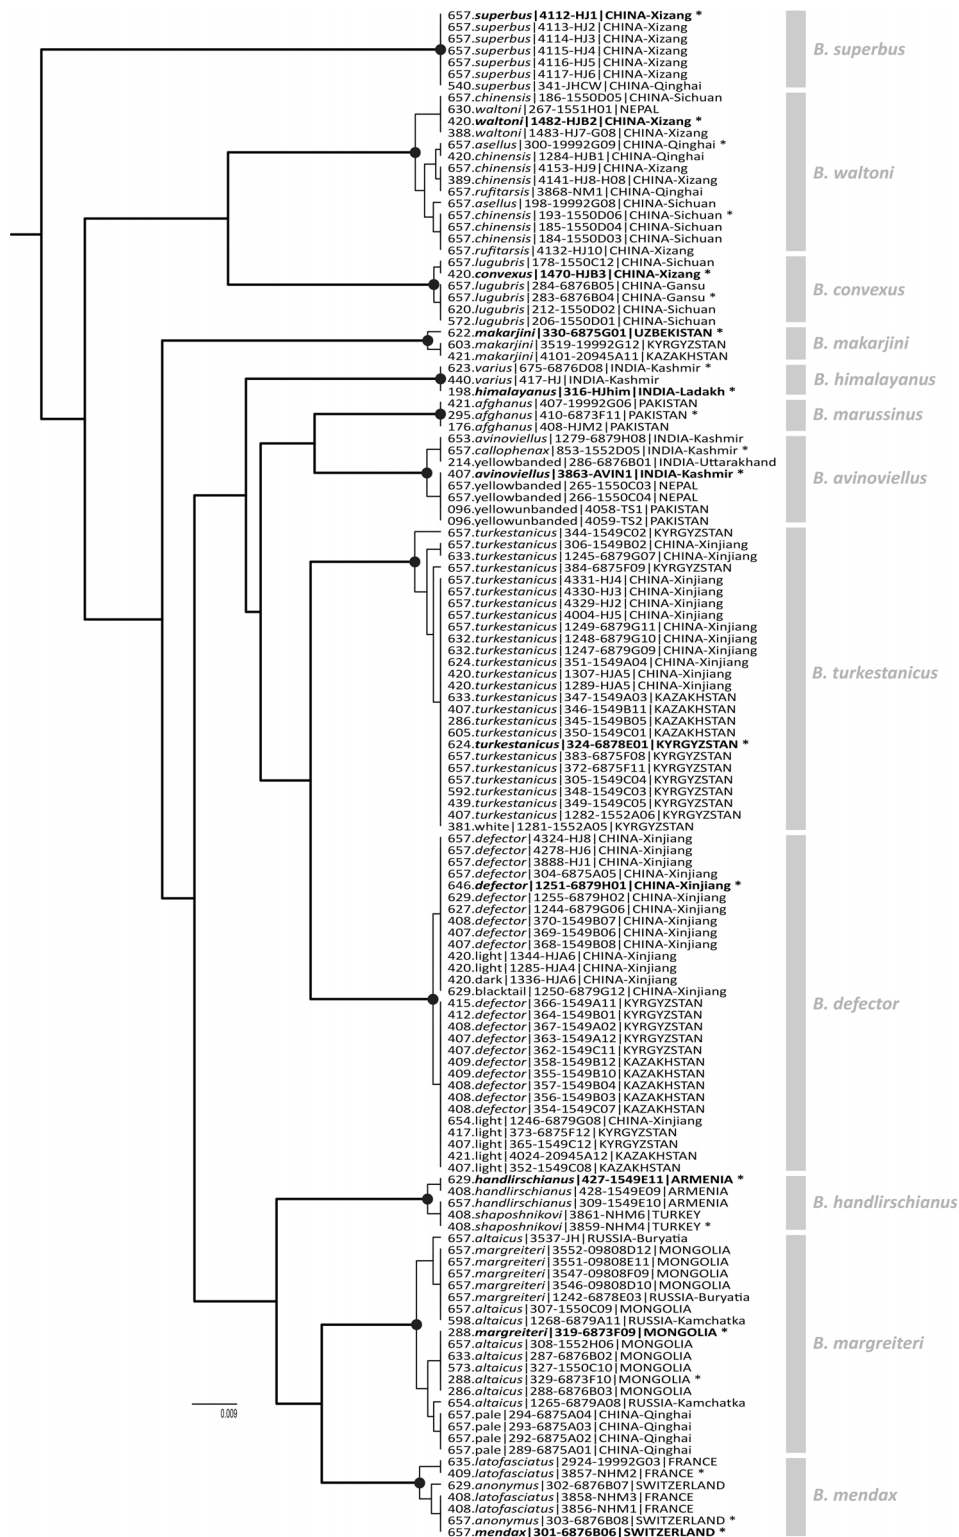 657.superbus|4112-HJ1|CHINA-Xizang *
657.superbus|4113-HJ2|CHINA-Xizang
657.superbus|4114-HJ3|CHINA-Xizang
657.superbus|4115-HJ4|CHINA-Xizang
657.superbus|4116-HJ5|CHINA-Xizang
657.superbus|4117-HJ6|CHINA-Xizang
540.superbus|341-JHCW|CHINA-Qinghai
B. superbus
657.chinensis|186-1550D05|CHINA-Sichuan
630.waltoni|267-1551H01|NEPAL
420.waltoni|1482-HJB2|CHINA-Xizang *
388.waltoni|1483-HJ7-G08|CHINA-Xizang
657.asellus|300-19992G09|CHINA-Qinghai *
420.chinensis|1284-HJB1|CHINA-Qinghai
657.chinensis|4153-HJ9|CHINA-Xizang
389.chinensis|4141-HJ8-H08|CHINA-Xizang
657.rufitarsis|3868-NM1|CHINA-Qinghai
657.asellus|198-19992G08|CHINA-Sichuan
657.chinensis|193-1550D06|CHINA-Sichuan *
657.chinensis|185-1550D04|CHINA-Sichuan
657.chinensis|184-1550D03|CHINA-Sichuan
657.rufitarsis|4132-HJ10|CHINA-Xizang
B. waltoni
657.lugubris|178-1550C12|CHINA-Sichuan
420.convexus|1470-HJB3|CHINA-Xizang *
657.lugubris|284-6876B05|CHINA-Gansu
657.lugubris|283-6876B04|CHINA-Gansu *
620.lugubris|212-1550D02|CHINA-Sichuan
572.lugubris|206-1550D01|CHINA-Sichuan
B. convexus
622.makarjini|330-6875G01|UZBEKISTAN *
603.makarjini|3519-19992G12|KYRGYZSTAN
421.makarjini|4101-20945A11|KAZAKHSTAN
B. makarjini
623.varius|675-6876D08|INDIA-Kashmir *
440.varius|417-HJ|INDIA-Kashmir
198.himalayanus|316-HJhim|INDIA-Ladakh *
B. himalayanus
421.afghanus|407-19992G06|PAKISTAN
295.afghanus|410-6873F11|PAKISTAN *
176.afghanus|408-HJM2|PAKISTAN
B. marussinus
653.avinoviellus|1279-6879H08|INDIA-Kashmir
657.callophenax|853-1552D05|INDIA-Kashmir *
214.yellowbanded|286-6876B01|INDIA-Uttarakhand
407.avinoviellus|3863-AVIN1|INDIA-Kashmir *
657.yellowbanded|265-1550C03|NEPAL
657.yellowbanded|266-1550C04|NEPAL
096.yellowunbanded|4058-TS1|PAKISTAN
096.yellowunbanded|4059-TS2|PAKISTAN
B. avinoviellus
657.turkestanicus|344-1549C02|KYRGYZSTAN
657.turkestanicus|306-1549B02|CHINA-Xinjiang
633.turkestanicus|1245-6879G07|CHINA-Xinjiang
657.turkestanicus|384-6875F09|KYRGYZSTAN
657.turkestanicus|4331-HJ4|CHINA-Xinjiang
657.turkestanicus|4330-HJ3|CHINA-Xinjiang
657.turkestanicus|4329-HJ2|CHINA-Xinjiang
657.turkestanicus|4004-HJ5|CHINA-Xinjiang
657.turkestanicus|1249-6879G11|CHINA-Xinjiang
632.turkestanicus|1248-6879G10|CHINA-Xinjiang
632.turkestanicus|1247-6879G09|CHINA-Xinjiang
624.turkestanicus|351-1549A04|CHINA-Xinjiang
420.turkestanicus|1307-HJA5|CHINA-Xinjiang
420.turkestanicus|1289-HJA5|CHINA-Xinjiang
633.turkestanicus|347-1549A03|KAZAKHSTAN
407.turkestanicus|346-1549B11|KAZAKHSTAN
286.turkestanicus|345-1549B05|KAZAKHSTAN
605.turkestanicus|350-1549C01|KAZAKHSTAN
624.turkestanicus|324-6878E01|KYRGYZSTAN *
657.turkestanicus|383-6875F08|KYRGYZSTAN
657.turkestanicus|372-6875F11|KYRGYZSTAN
657.turkestanicus|305-1549C04|KYRGYZSTAN
592.turkestanicus|348-1549C03|KYRGYZSTAN
439.turkestanicus|349-1549C05|KYRGYZSTAN
407.turkestanicus|1282-1552A06|KYRGYZSTAN
381.white|1281-1552A05|KYRGYZSTAN
B. turkestanicus
657.defector|4324-HJ8|CHINA-Xinjiang
657.defector|4278-HJ6|CHINA-Xinjiang
657.defector|3888-HJ1|CHINA-Xinjiang
657.defector|304-6875A05|CHINA-Xinjiang
646.defector|1251-6879H01|CHINA-Xinjiang *
629.defector|1255-6879H02|CHINA-Xinjiang
627.defector|1244-6879G06|CHINA-Xinjiang
408.defector|370-1549B07|CHINA-Xinjiang
407.defector|369-1549B06|CHINA-Xinjiang
407.defector|368-1549B08|CHINA-Xinjiang
420.light|1344-HJA6|CHINA-Xinjiang
420.light|1285-HJA4|CHINA-Xinjiang
420.dark|1336-HJA6|CHINA-Xinjiang
629.blacktail|1250-6879G12|CHINA-Xinjiang
415.defector|366-1549A11|KYRGYZSTAN
412.defector|364-1549B01|KYRGYZSTAN
408.defector|367-1549A02|KYRGYZSTAN
407.defector|363-1549A12|KYRGYZSTAN
407.defector|362-1549C11|KYRGYZSTAN
409.defector|358-1549B12|KAZAKHSTAN
409.defector|355-1549B10|KAZAKHSTAN
408.defector|357-1549B04|KAZAKHSTAN
408.defector|356-1549B03|KAZAKHSTAN
408.defector|354-1549C07|KAZAKHSTAN
654.light|1246-6879G08|CHINA-Xinjiang
417.light|373-6875F12|KYRGYZSTAN
407.light|365-1549C12|KYRGYZSTAN
421.light|4024-20945A12|KAZAKHSTAN
407.light|352-1549C08|KAZAKHSTAN
B. defector
629.handlirschianus|427-1549E11|ARMENIA *
408.handlirschianus|428-1549E09|ARMENIA
657.handlirschianus|309-1549E10|ARMENIA
408.shaposhnikovi|3861-NHM6|TURKEY
408.shaposhnikovi|3859-NHM4|TURKEY *
B. handlirschianus
657.altaicus|3537-JH|RUSSIA-Buryatia
657.margreiteri|3552-09808D12|MONGOLIA
657.margreiteri|3551-09808E11|MONGOLIA
657.margreiteri|3547-09808F09|MONGOLIA
657.margreiteri|3546-09808D10|MONGOLIA
657.margreiteri|1242-6878E03|RUSSIA-Buryatia
657.altaicus|307-1550C09|MONGOLIA
598.altaicus|1268-6879A11|RUSSIA-Kamchatka
288.margreiteri|319-6873F09|MONGOLIA *
657.altaicus|308-1552H06|MONGOLIA
633.altaicus|287-6876B02|MONGOLIA
573.altaicus|327-1550C10|MONGOLIA
288.altaicus|329-6873F10|MONGOLIA *
286.altaicus|288-6876B03|MONGOLIA
654.altaicus|1265-6879A08|RUSSIA-Kamchatka
657.pale|294-6875A04|CHINA-Qinghai
657.pale|293-6875A03|CHINA-Qinghai
657.pale|292-6875A02|CHINA-Qinghai
657.pale|289-6875A01|CHINA-Qinghai
B. margreiteri
0.009
635.latofasciatus|2924-19992G03|FRANCE
409.latofasciatus|3857-NHM2|FRANCE *
629.anonymus|302-6876B07|SWITZERLAND
408.latofasciatus|3858-NHM3|FRANCE
408.latofasciatus|3856-NHM1|FRANCE
657.anonymus|303-6876B08|SWITZERLAND *
657.mendax|301-6876B06|SWITZERLAND *
B. mendax